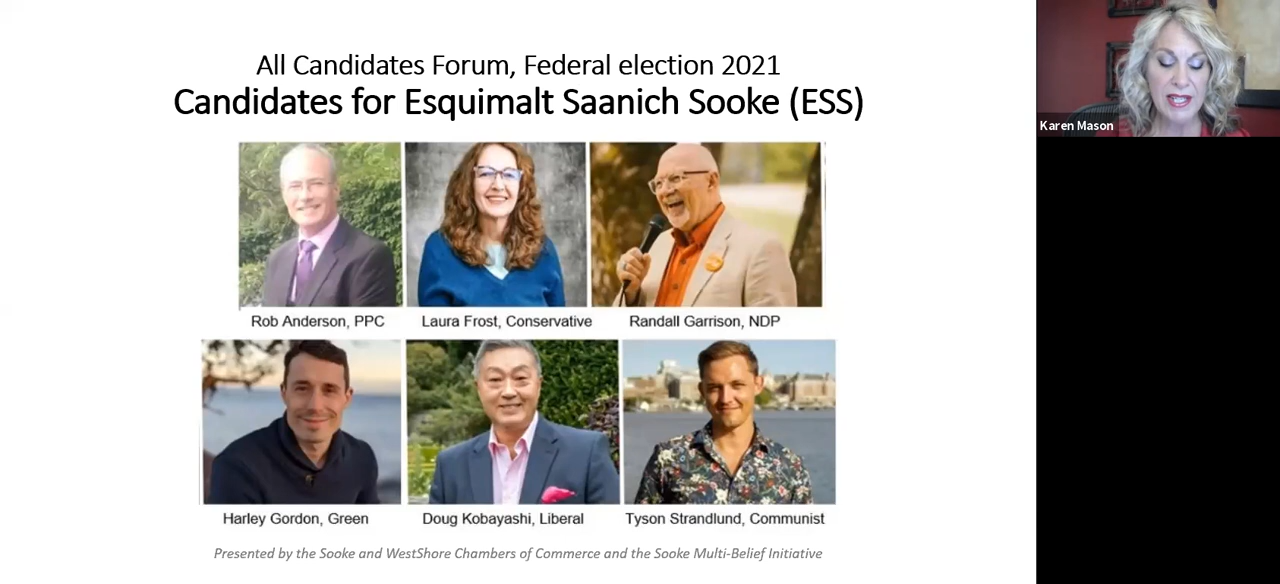 All Candidates Forum, Federal election 2021
Candidates for Esquimalt Saanich Sooke (ESS)
Karen Mason
Rob Anderson, PPC
Laura Frost, Conservative
Randall Garrison, NDP
Harley Gordon, Green
Doug Kobayashi, Liberal
Tyson Strandlund, Communist
Presented by the Sooke and WestShore Chambers of Commerce and the Sooke Multi-Belief Initiative